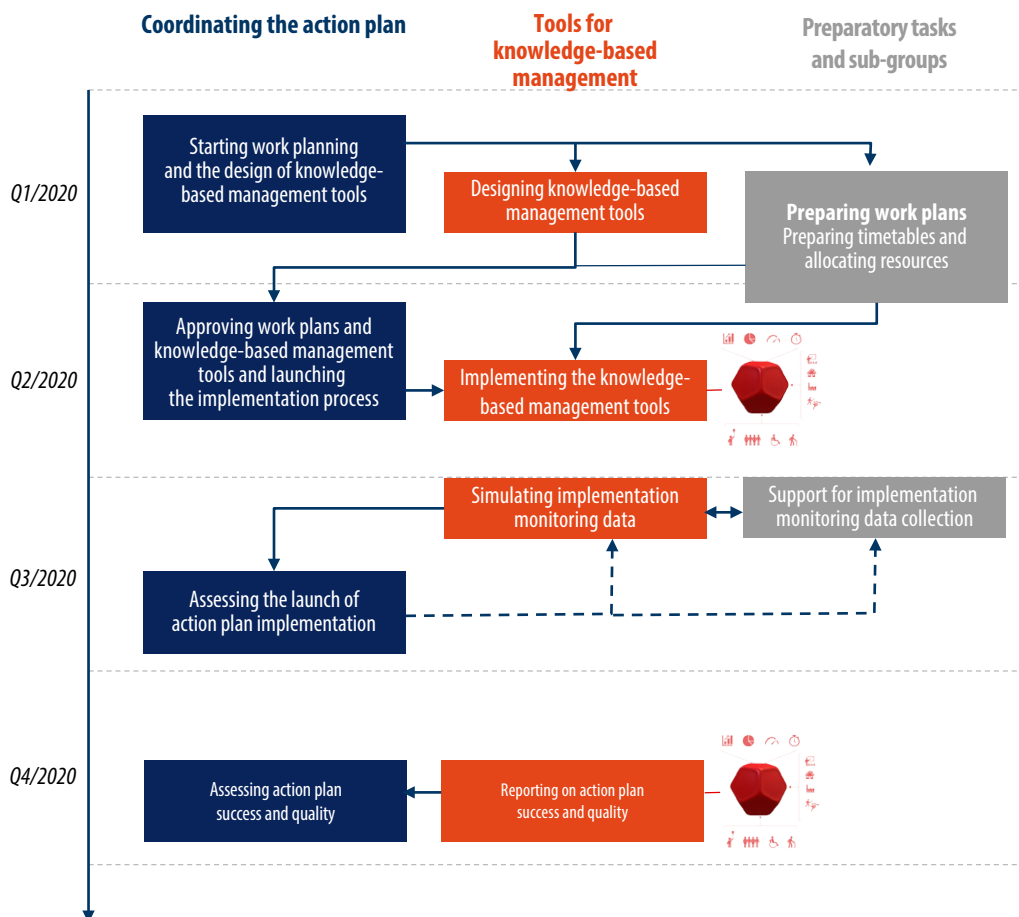 Coordinating the action plan
Tools for
knowledge-based
management
Preparatory tasks
and sub-groups
Q1/2020
Starting work planning
and the design of knowledge-
based management tools
Designing knowledge-based
management tools
Preparing work plans
Preparing timetables and
allocating resources
Q2/2020
Approving work plans and
knowledge-based management
tools and launching
the implementation process
Implementing the knowledge-
based management tools
Q3/2020
Simulating implementation
monitoring data
Support for implementation
monitoring data collection
Assessing the launch of
action plan implementation
Q4/2020
Assessing action plan
success and quality
Reporting on action plan
success and quality